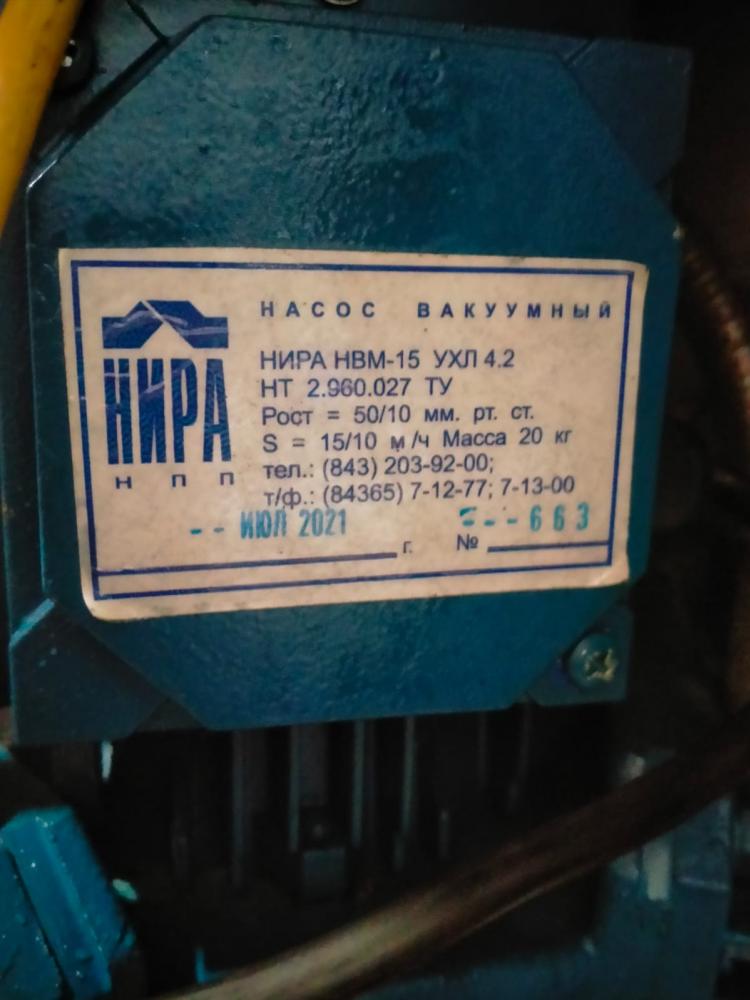 НАСОС ВАКУУМНЫЙ
НИРА
НПП
НИРА НВМ-15 УХЛ 4.2
НТ 2.960.027 ТУ
Рост = 50/10 мм. рт. ст.
S = 15/10 м /ч Масса 20 кг
тел.: (843) 203-92-00;
т/ф.: (84365) 7-12-77; 7-13-00
-- ИЮЛ 2021 г. № ---663